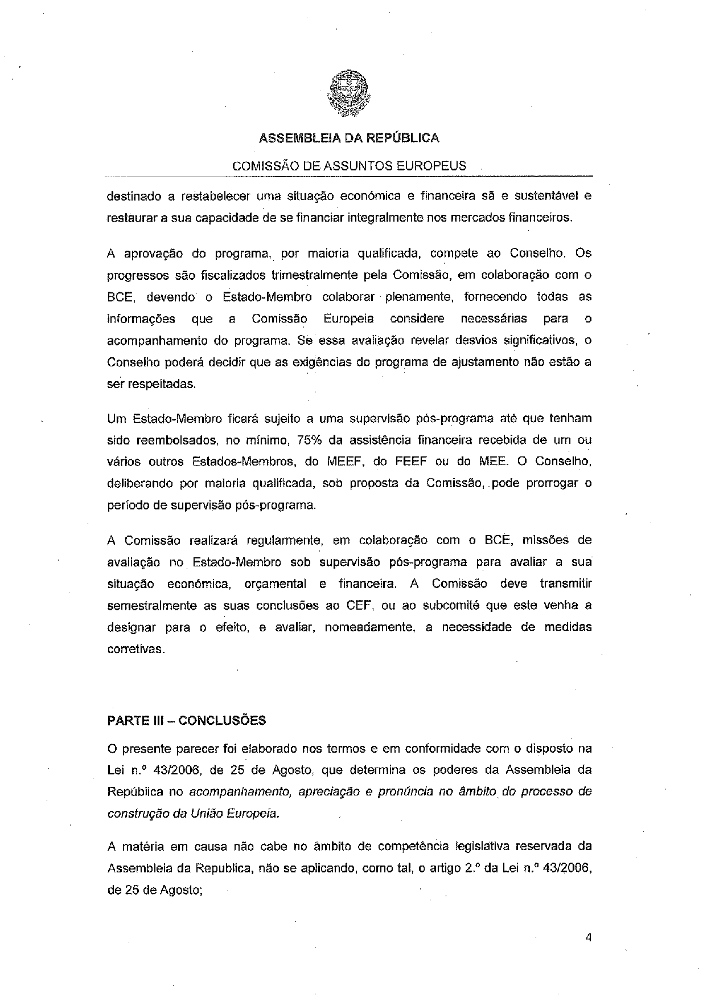 ASSEMBLEIA DA REPÚBLICA
COMISSÃO DE ASSUNTOS EUROPEUS
destinado a restabelecer uma situação económica e financeira sã e sustentável e
restaurar a sua capacidade de se financiar integralmente nos mercados financeiros.
A aprovação do programa, por maioria qualificada, compete ao Conselho. Os
progressos são fiscalizados trimestralmente pela Comissão, em colaboração com o
BCE, devendo o Estado-Membro colaborar plenamente, fornecendo todas as
informações que a Comissão Europeia considere necessárias para o
acompanhamento do programa. Se essa avaliação revelar desvios significativos, o
Conselho poderá decidir que as exigências do programa de ajustamento não estão a
ser respeitadas.
Um Estado-Membro ficará sujeito a uma supervisão pós-programa até que tenham
sido reembolsados, no mínimo, 75% da assistência financeira recebida de um ou
vários outros Estados-Membros, do MEEF, do FEEF ou do MEE. O Conselho,
deliberando por maioria qualificada, sob proposta da Comissão, pode prorrogar o
período de supervisão pós-programa.
A Comissão realizará regularmente, em colaboração com o BCE, missões de
avaliação no Estado-Membro sob supervisão pós-programa para avaliar a sua
situação económica, orçamental e financeira. A Comissão deve transmitir
semestralmente as suas conclusões ao CEF, ou ao subcomité que este venha a
designar para o efeito, e avaliar, nomeadamente, a necessidade de medidas
corretivas.
PARTE III – CONCLUSÕES
O presente parecer foi elaborado nos termos e em conformidade com o disposto na
Lei n.º 43/2006, de 25 de Agosto, que determina os poderes da Assembleia da
República no acompanhamento, apreciação e pronúncia no âmbito do processo de
construção da União Europeia.
A matéria em causa não cabe no âmbito de competência legislativa reservada da
Assembleia da Republica, não se aplicando, como tal, o artigo 2.º da Lei n.º 43/2006,
de 25 de Agosto;
4